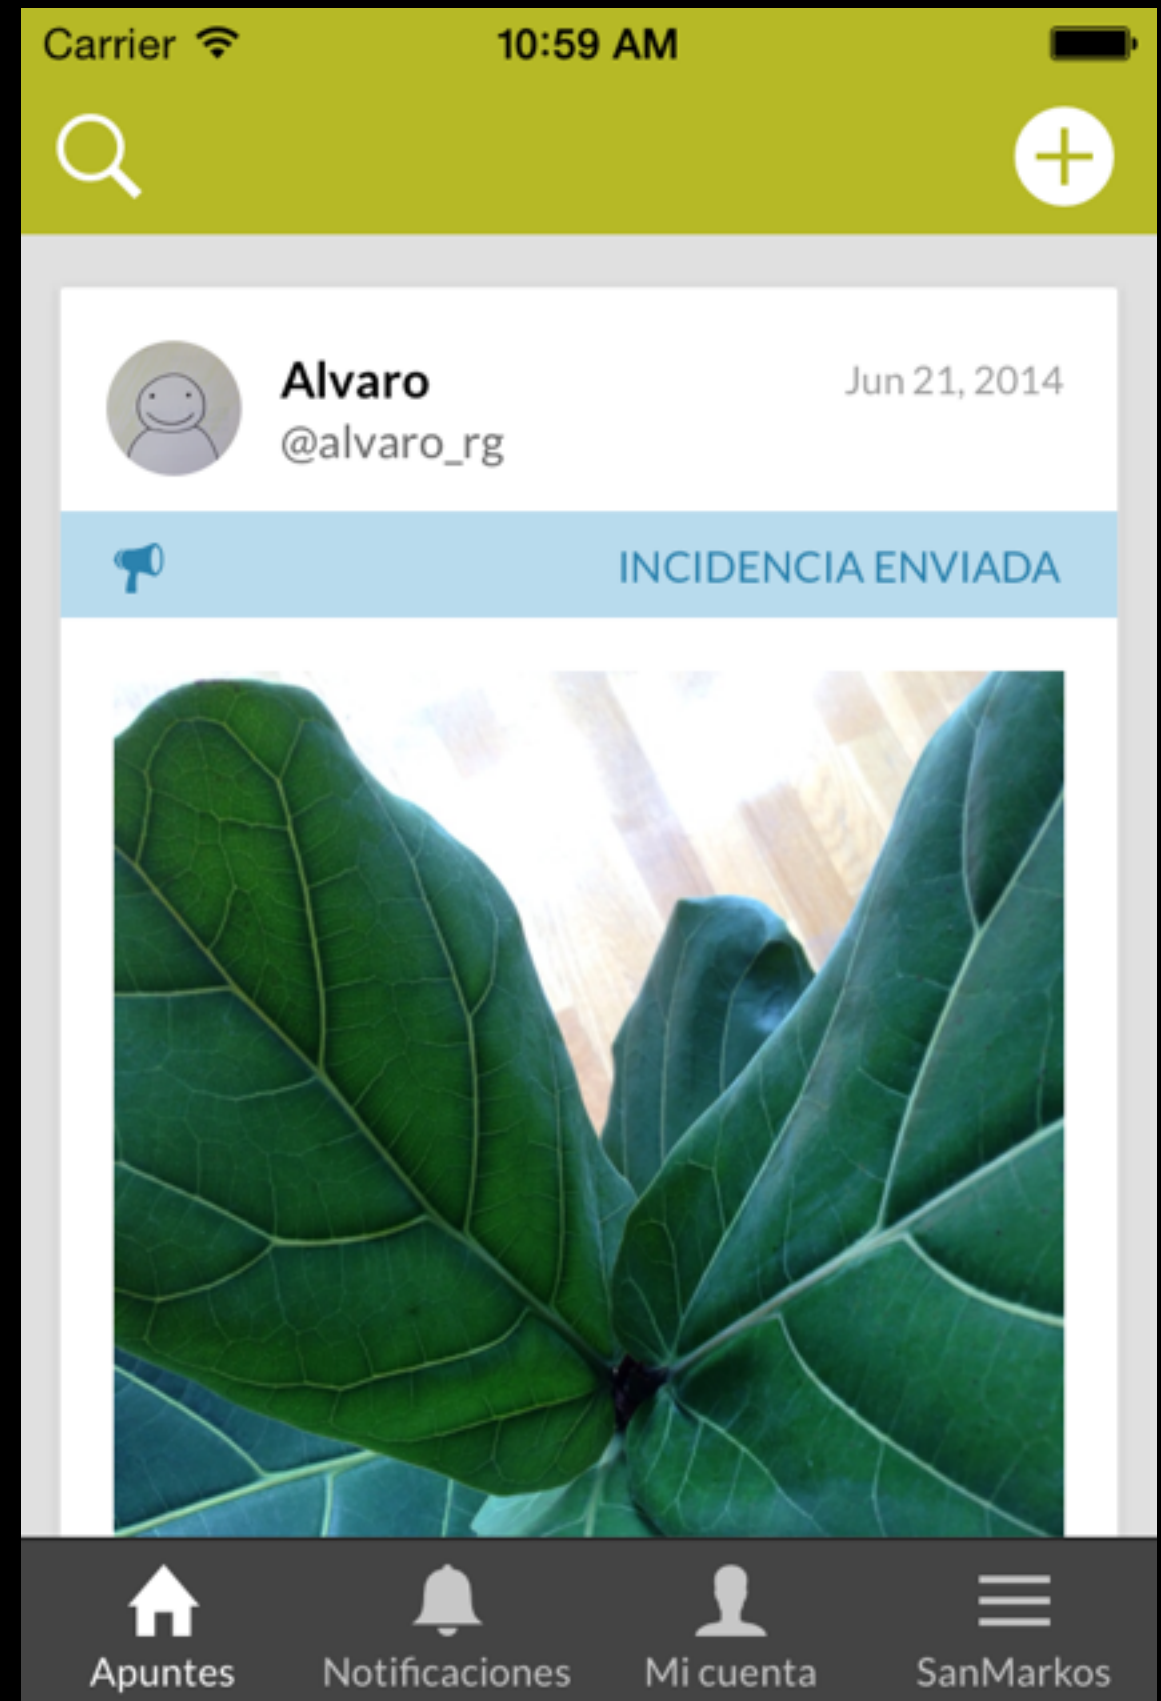 Carrier 10:59 AM
Alvaro Jun 21, 2014
@alvaro_rg
INCIDENCIA ENVIADA
Apuntes Notificaciones Mi cuenta SanMarkos